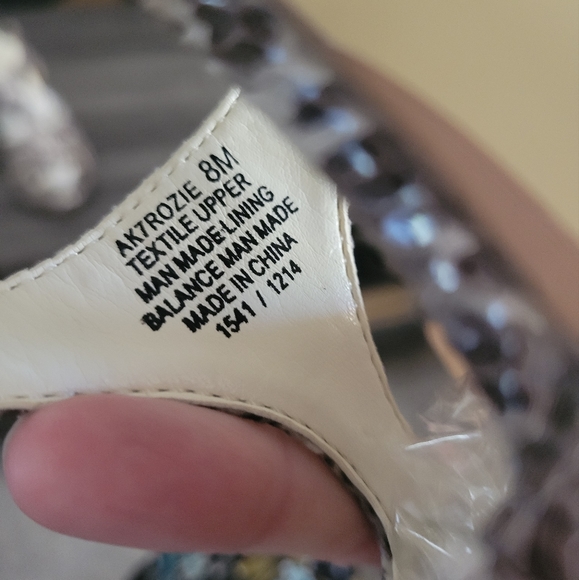 AK7ROZIE 8M
TEXTILE UPPER
MAN MADE LINING
BALANCE MAN MADE
MADE IN CHINA
1541 / 1214